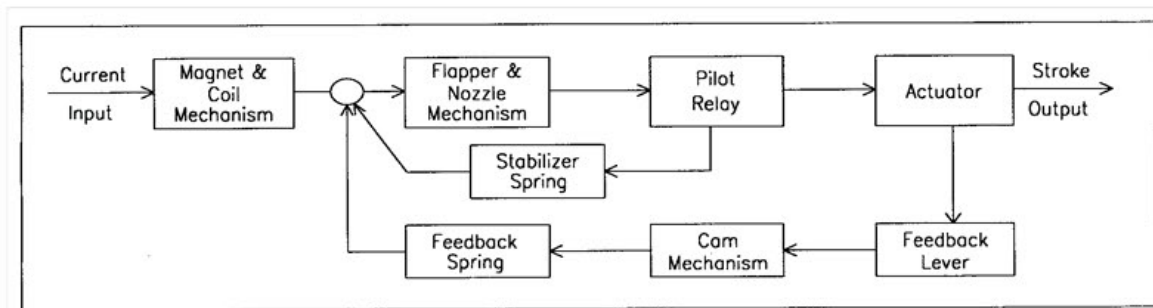 Current
Input
Magnet &
Coil
Mechanism
Flapper &
Nozzle
Mechanism
Pilot
Relay
Actuator
Stroke
Output
Stabilizer
Spring
Feedback
Spring
Cam
Mechanism
Feedback
Lever